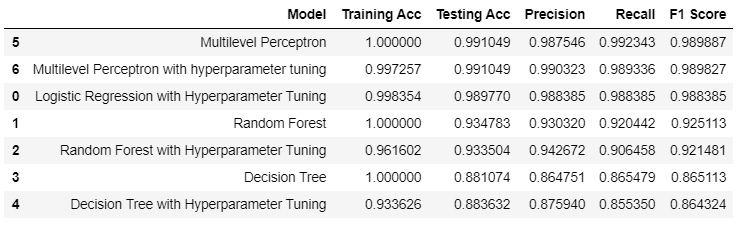 Model Training Acc Testing Acc Precision Recall F1 Score
5 Multilevel Perceptron 1.000000 0.991049 0.987546 0.992343 0.989887
6 Multilevel Perceptron with hyperparameter tuning 0.997257 0.991049 0.990323 0.989336 0.989827
0 Logistic Regression with Hyperparameter Tuning 0.998354 0.989770 0.988385 0.988385 0.988385
1 Random Forest 1.000000 0.934783 0.930320 0.920442 0.925113
2 Random Forest with Hyperparameter Tuning 0.961602 0.933504 0.942672 0.906458 0.921481
3 Decision Tree 1.000000 0.881074 0.864751 0.865479 0.865113
4 Decision Tree with Hyperparameter Tuning 0.933626 0.883632 0.875940 0.855350 0.864324